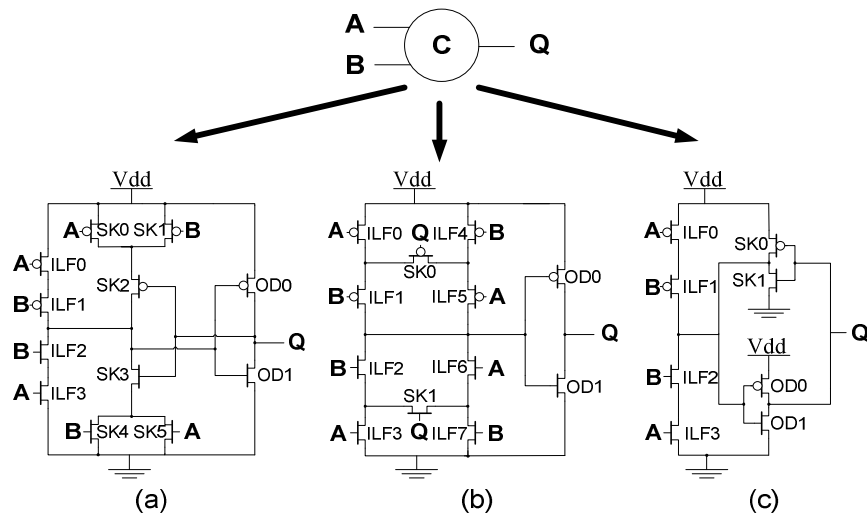 A
B
C
Q
Vdd
A
SK0
SK1
B
A
ILF0
SK2
OD0
B
ILF1
Q
B
ILF2
SK3
OD1
A
ILF3
B
SK4
SK5
A
(a)
Vdd
A
ILF0
Q
ILF4
B
SK0
OD0
B
ILF1
ILF5
A
Q
B
ILF2
ILF6
A
SK1
OD1
A
ILF3
Q
ILF7
B
(b)
Vdd
A
ILF0
SK0
SK1
B
ILF1
Q
Vdd
B
ILF2
OD0
OD1
A
ILF3
(c)